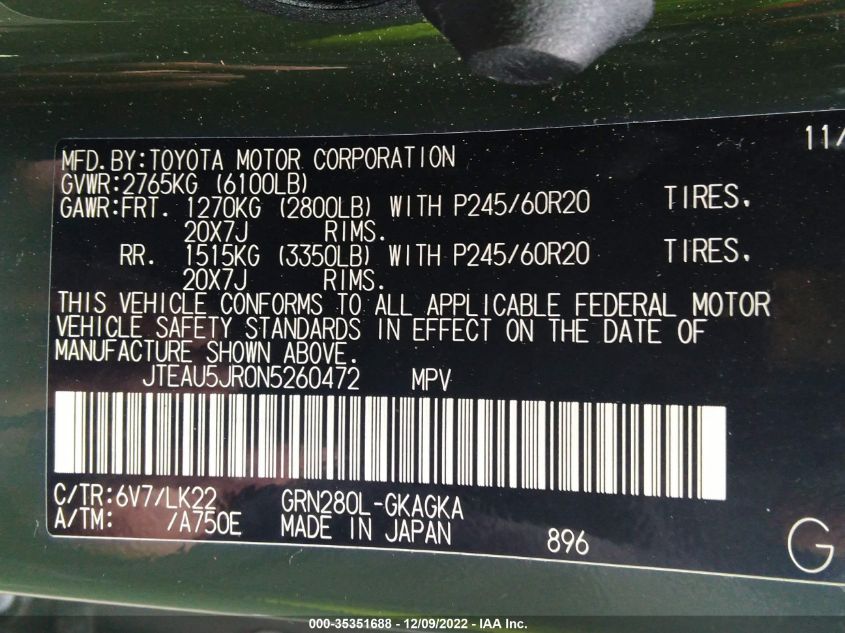 11/
MFD.BY:TOYOTA MOTOR CORPORATION
GVWR:2765KG (6100LB)
GAWR:FRT. 1270KG (2800LB) WITH P245/60R20 TIRES.
20X7J RIMS.
RR. 1515KG (3350LB) WITH P245/60R20 TIRES.
20X7J RIMS.
THIS VEHICLE CONFORMS TO ALL APPLICABLE FEDERAL MOTOR
VEHICLE SAFETY STANDARDS IN EFFECT ON THE DATE OF
MANUFACTURE SHOWN ABOVE.
JTEAU5JR0N5260472 MPV
C/TR:6V7/LK22 GRN280L-GKAGKA
A/TM: /A750E MADE IN JAPAN 896
G
000-35351688 - 12/09/2022 - IAA Inc.